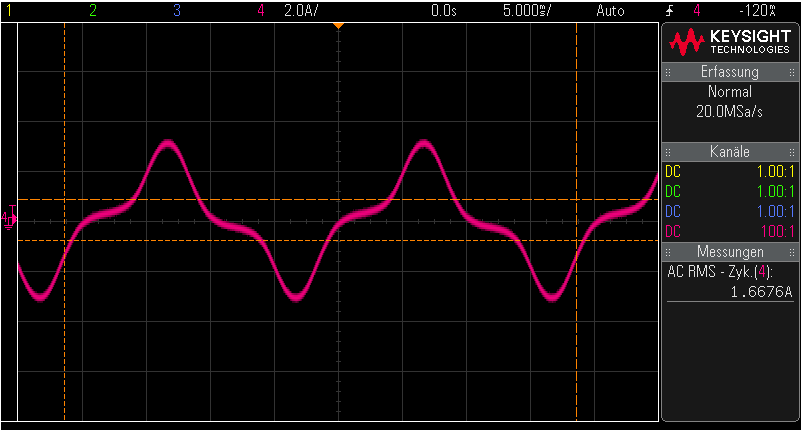 1 2 3 4 2.0A/ 0.0s 5.000ms/ Auto 4 -120mA
KEYSIGHT
TECHNOLOGIES
Erfassung
Normal
20.0MSa/s
Kanäle
DC 1.00:1
DC 1.00:1
DC 1.00:1
DC 100:1
Messungen
AC RMS - Zyk.(4):
1.6676A
4